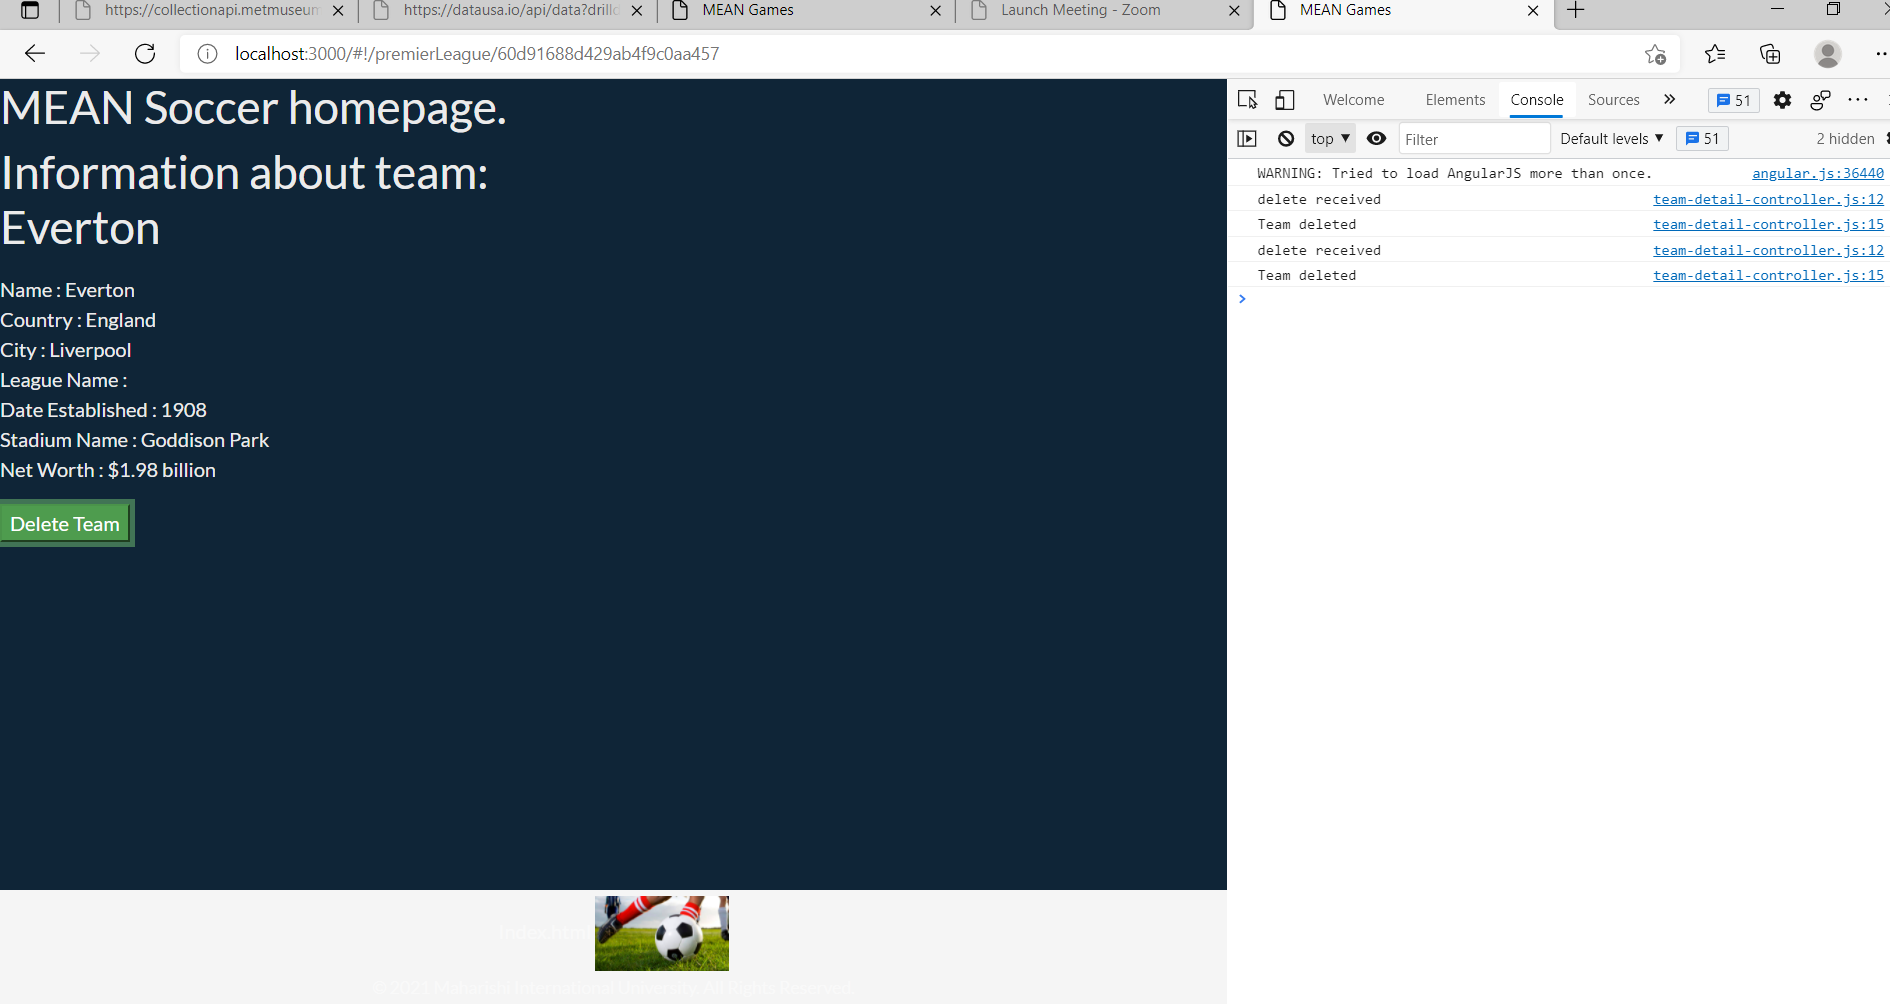 https://collectionapi.metmuseum
https://datausa.io/api/data?drilld
MEAN Games
Launch Meeting - Zoom
MEAN Games
localhost:3000/#!/premierLeague/60d91688d429ab4f9c0aa457
MEAN Soccer homepage.
Information about team:
Everton
Name : Everton
Country : England
City : Liverpool
League Name :
Date Established : 1908
Stadium Name : Goddison Park
Net Worth : $1.98 billion
Delete Team
Index.html
© 2021 Maharishi International University. All Rights Reserved.
Welcome Elements Console Sources » 51
top ▼ Filter Default levels ▼ 51 2 hidden
WARNING: Tried to load AngularJS more than once. angular.js:36440
delete received team-detail-controller.js:12
Team deleted team-detail-controller.js:15
delete received team-detail-controller.js:12
Team deleted team-detail-controller.js:15
>